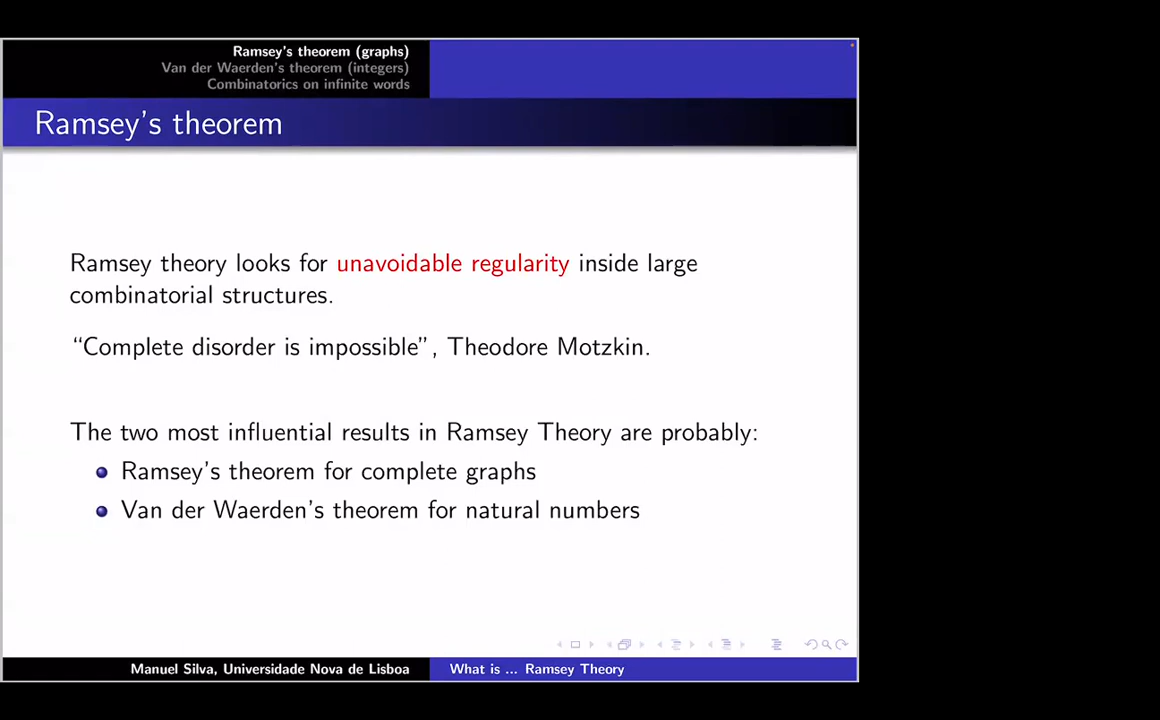 Ramsey's theorem (graphs)
Van der Waerden's theorem (integers)
Combinatorics on infinite words
Ramsey's theorem
Ramsey theory looks for unavoidable regularity inside large
combinatorial structures.
“Complete disorder is impossible”, Theodore Motzkin.
The two most influential results in Ramsey Theory are probably:
Ramsey's theorem for complete graphs
Van der Waerden's theorem for natural numbers
Manuel Silva, Universidade Nova de Lisboa
What is ... Ramsey Theory